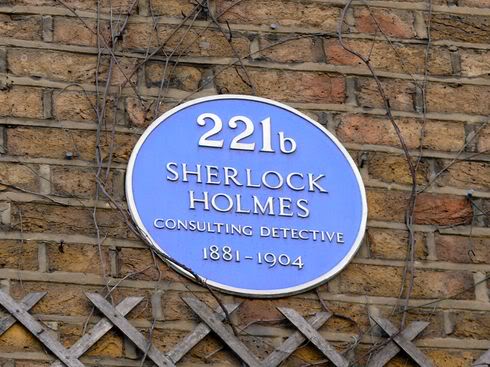 221b
SHERLOCK
HOLMES
CONSULTING DETECTIVE
1881-1904